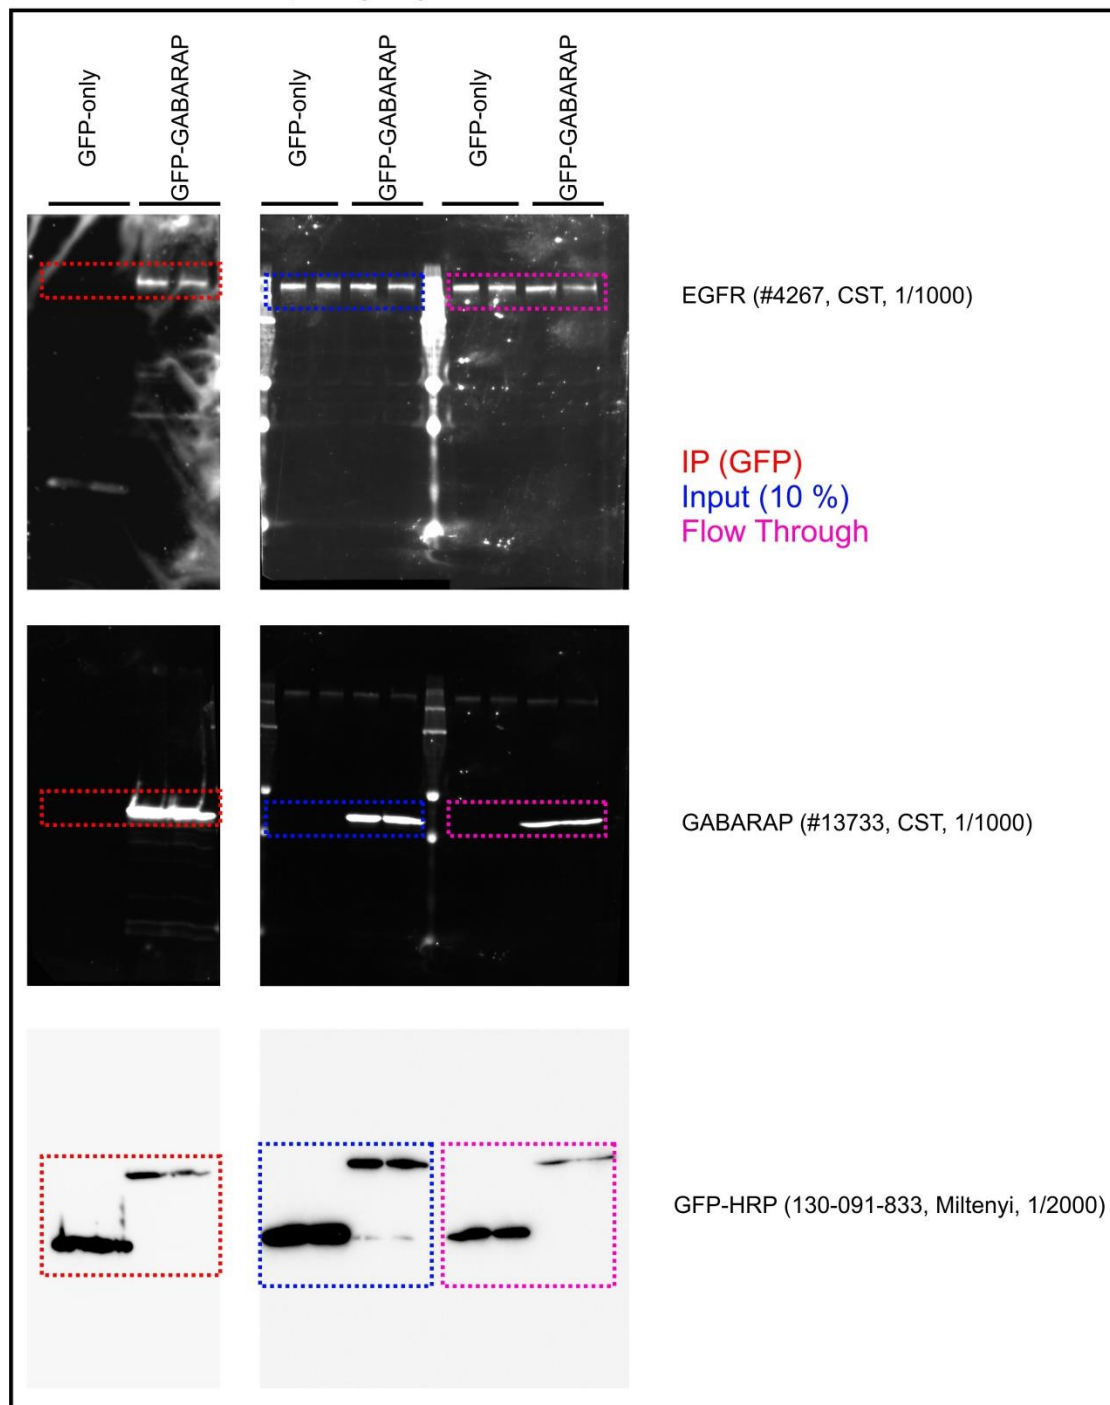 GFP-only
GFP-GABARAP
GFP-only
GFP-GABARAP
GFP-only
GFP-GABARAP
EGFR (#4267, CST, 1/1000)
IP (GFP)
Input (10 %)
Flow Through
GABARAP (#13733, CST, 1/1000)
GFP-HRP (130-091-833, Miltenyi, 1/2000)